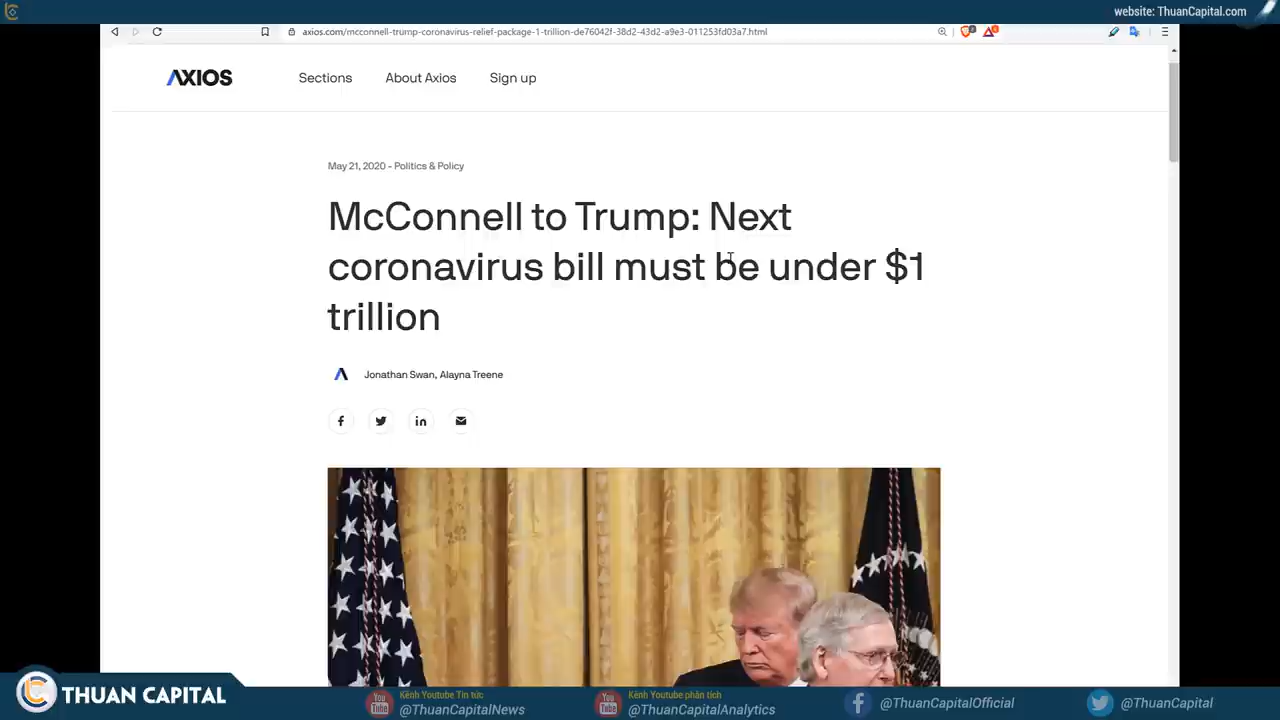 website: ThuanCapital.com
axios.com/mcconnell-trump-coronavirus-relief-package-1-trillion-de76042f-38d2-43d2-a9e3-011253fd03a7.html
AXIOS
Sections
About Axios
Sign up
May 21, 2020 - Politics & Policy
McConnell to Trump: Next
coronavirus bill must be under $1
trillion
Jonathan Swan, Alayna Treene
THUAN CAPITAL
Kênh Youtube Tin tức
@ThuanCapitalNews
Kênh Youtube phân tích
@ThuanCapitalAnalytics
@ThuanCapitalOfficial
@ThuanCapital